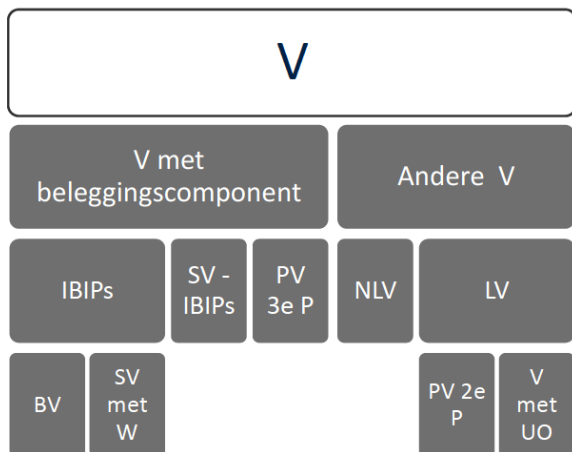 V
V met
beleggingscomponent
Andere V
IBIPs
SV -
IBIPs
PV
3e P
NLV
LV
BV
SV
met
W
PV 2e
P
V
met
UO